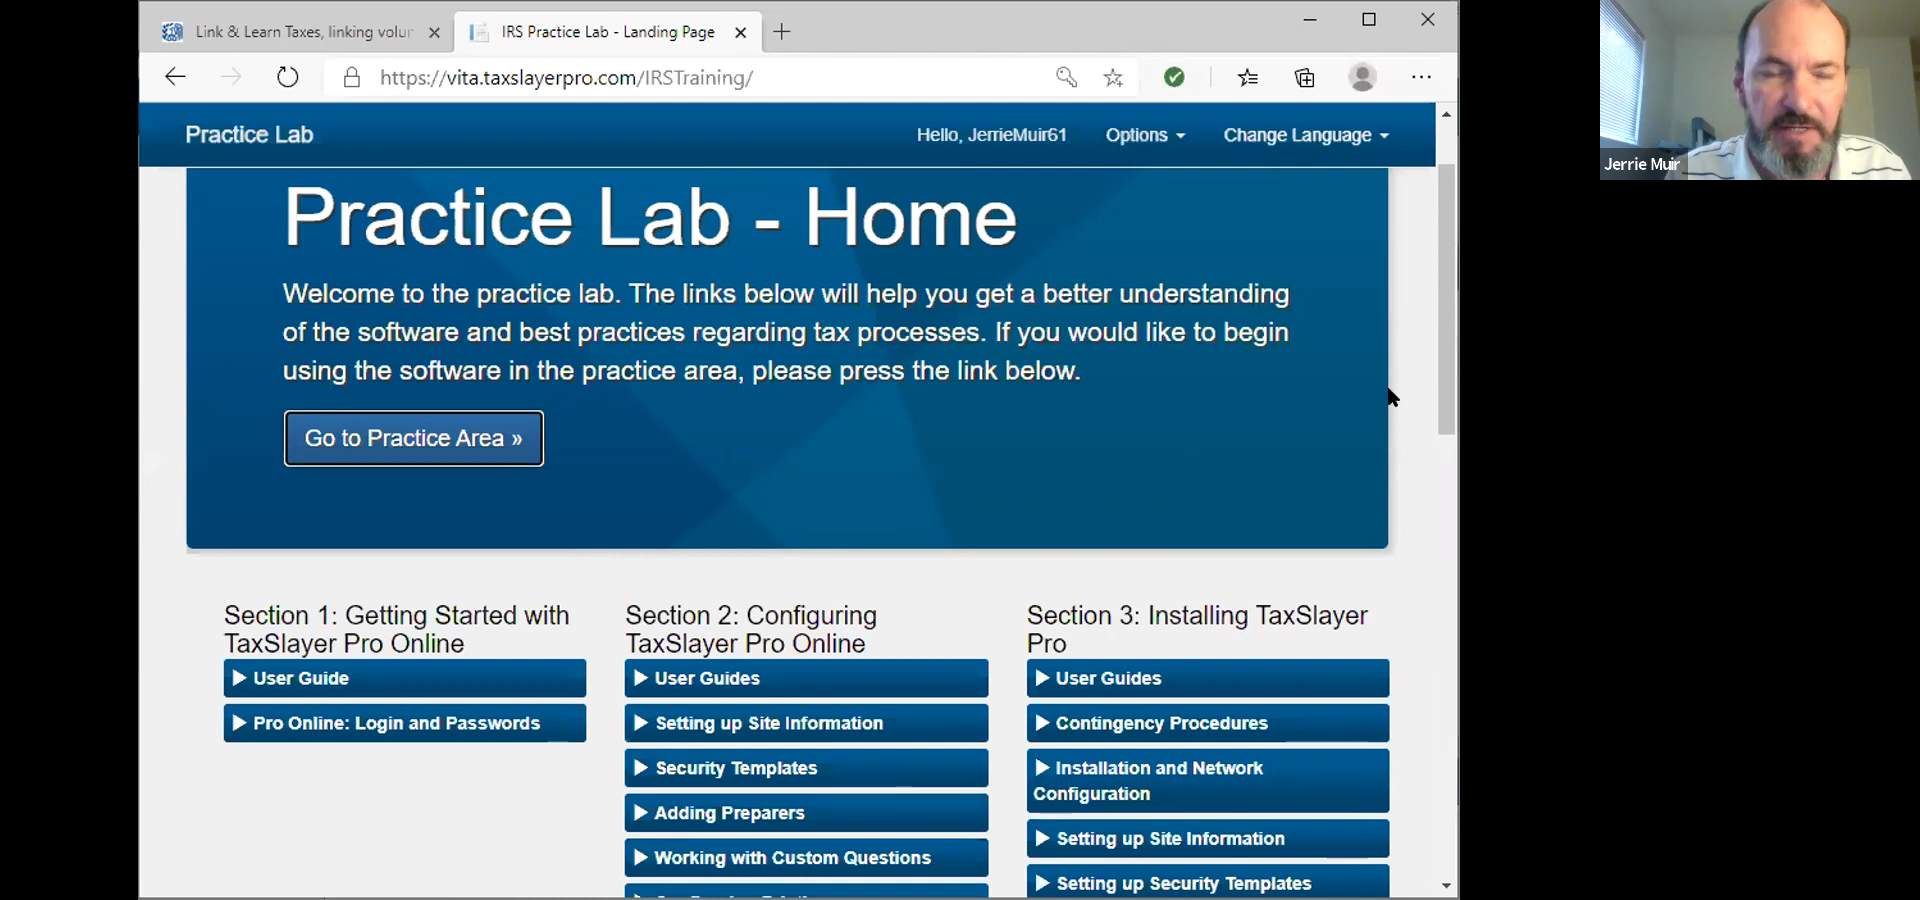 Link & Learn Taxes, linking volur
IRS Practice Lab - Landing Page
https://vita.taxslayerpro.com/IRSTraining/
Practice Lab
Hello, JerrieMuir61
Options
Change Language
Jerrie Muir
Practice Lab - Home
Welcome to the practice lab. The links below will help you get a better understanding
of the software and best practices regarding tax processes. If you would like to begin
using the software in the practice area, please press the link below.
Go to Practice Area »
Section 1: Getting Started with
TaxSlayer Pro Online
User Guide
Pro Online: Login and Passwords
Section 2: Configuring
TaxSlayer Pro Online
User Guides
Setting up Site Information
Security Templates
Adding Preparers
Working with Custom Questions
Section 3: Installing TaxSlayer
Pro
User Guides
Contingency Procedures
Installation and Network
Configuration
Setting up Site Information
Setting up Security Templates